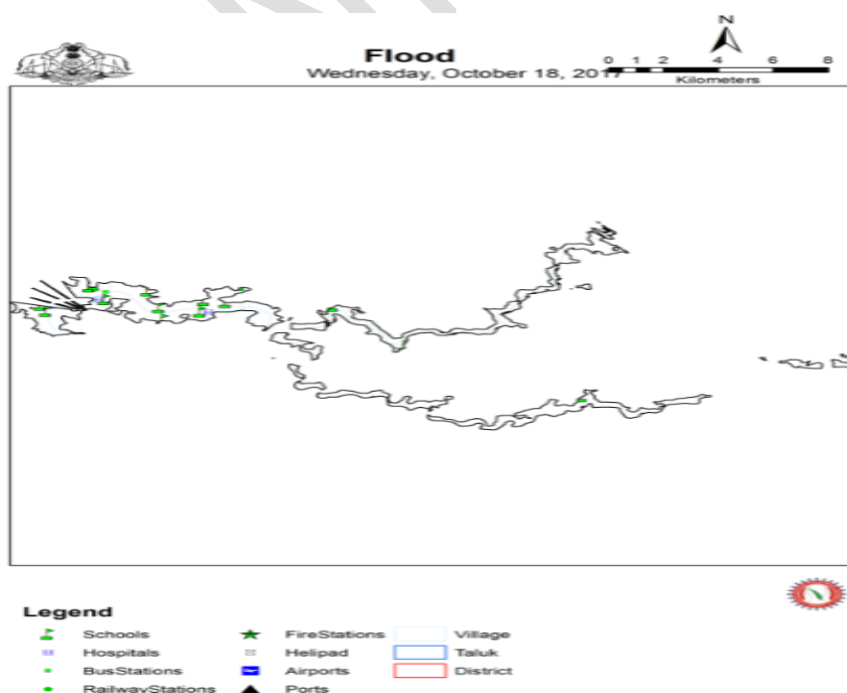 N
Flood
Wednesday, October 18, 2017
0 1 2 4 6 8
Kilometers
Legend
Schools FireStations Village
Hospitals Helipad Taluk
BusStations Airports District
RailwayStations Ports